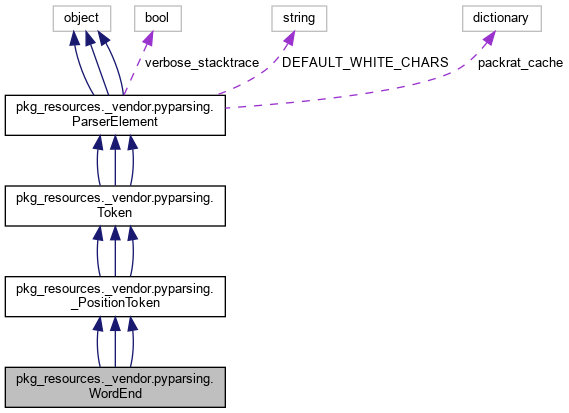 object
bool
string
dictionary
verbose_stacktrace
DEFAULT_WHITE_CHARS
packrat_cache
pkg_resources._vendor.pyparsing.
ParserElement
pkg_resources._vendor.pyparsing.
Token
pkg_resources._vendor.pyparsing.
_PositionToken
pkg_resources._vendor.pyparsing.
WordEnd